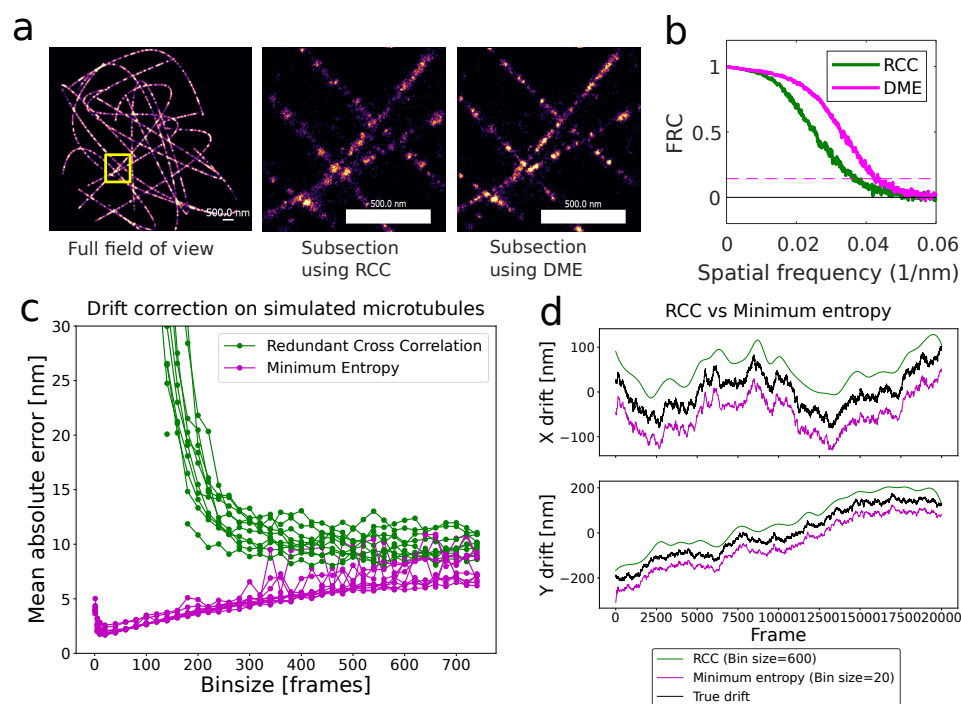 a
500.0 nm
500.0 nm
500.0 nm
Full field of view
Subsection
using RCC
Subsection
using DME
b
RCC
DME
1
0.5
0
FRC
0
0.02
0.04
0.06
Spatial frequency (1/nm)
c
Drift correction on simulated microtubules
Redundant Cross Correlation
Minimum Entropy
30
25
20
15
10
5
0
Mean absolute error [nm]
0
100
200
300
400
500
600
700
Binsize [frames]
d
RCC vs Minimum entropy
100
0
−100
X drift [nm]
200
0
−200
Y drift [nm]
0
2500
5000
7500
10000
12500
15000
17500
20000
Frame
RCC (Bin size=600)
Minimum entropy (Bin size=20)
True drift